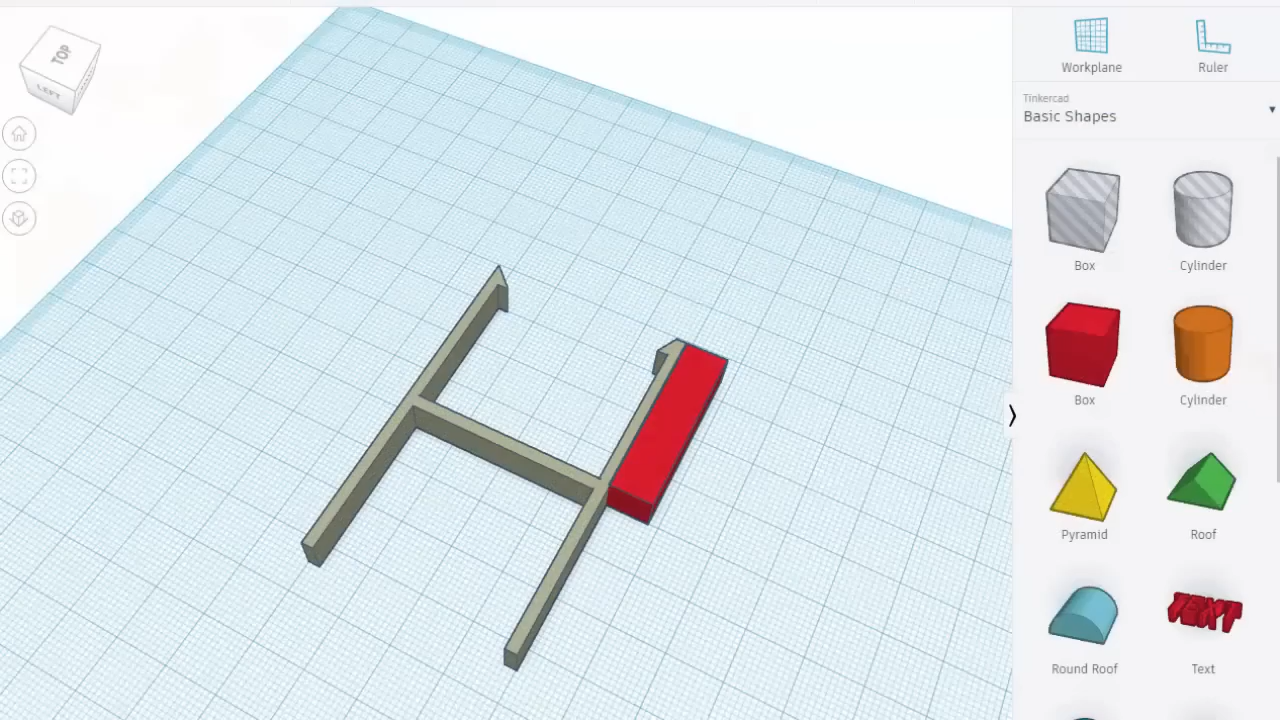 TOP
LEFT
Workplane
Ruler
Tinkercad
Basic Shapes
Box
Cylinder
Box
Cylinder
Pyramid
Roof
TEXT
Round Roof
Text